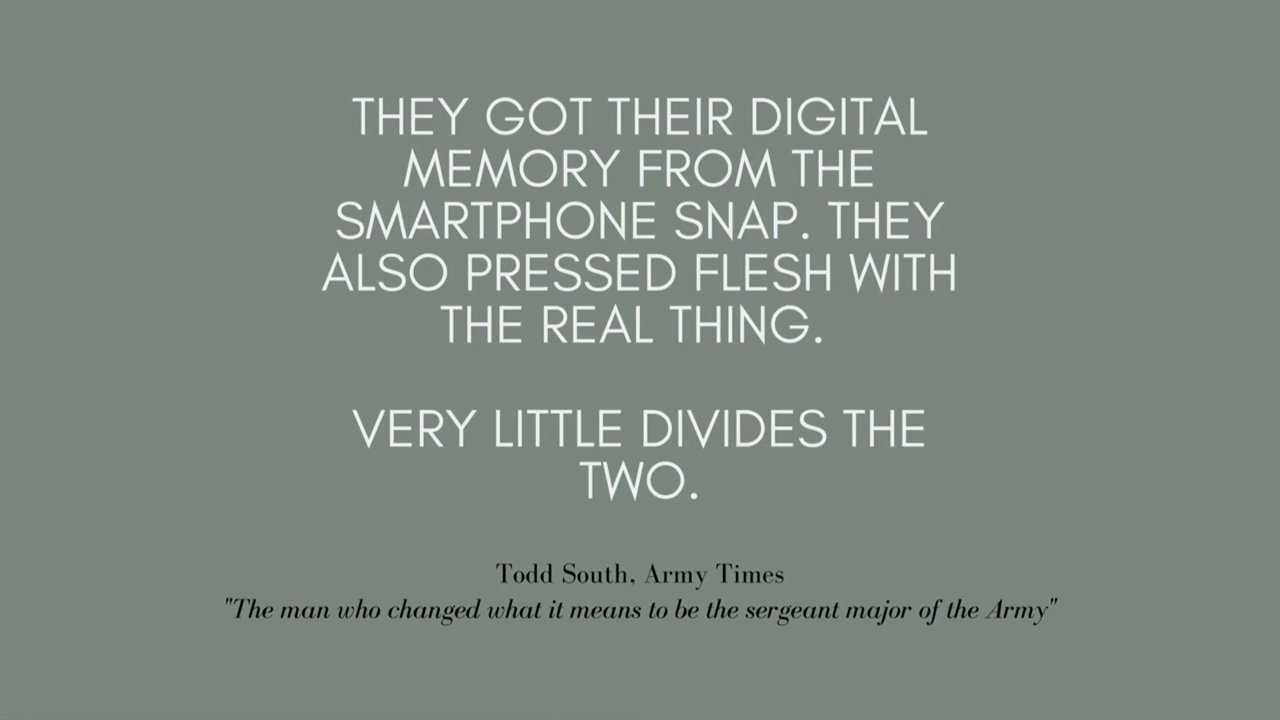 THEY GOT THEIR DIGITAL
MEMORY FROM THE
SMARTPHONE SNAP. THEY
ALSO PRESSED FLESH WITH
THE REAL THING.
VERY LITTLE DIVIDES THE
TWO.
Todd South, Army Times
"The man who changed what it means to be the sergeant major of the Army"